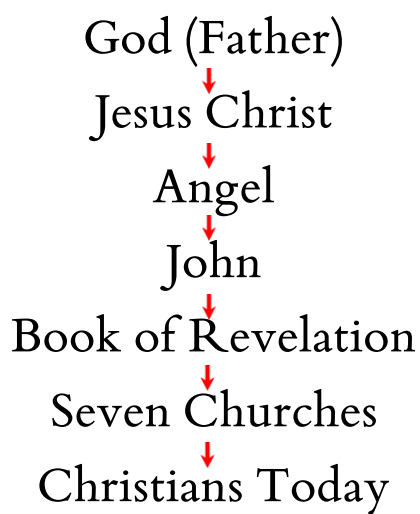 God (Father)
Jesus Christ
Angel
John
Book of Revelation
Seven Churches
Christians Today